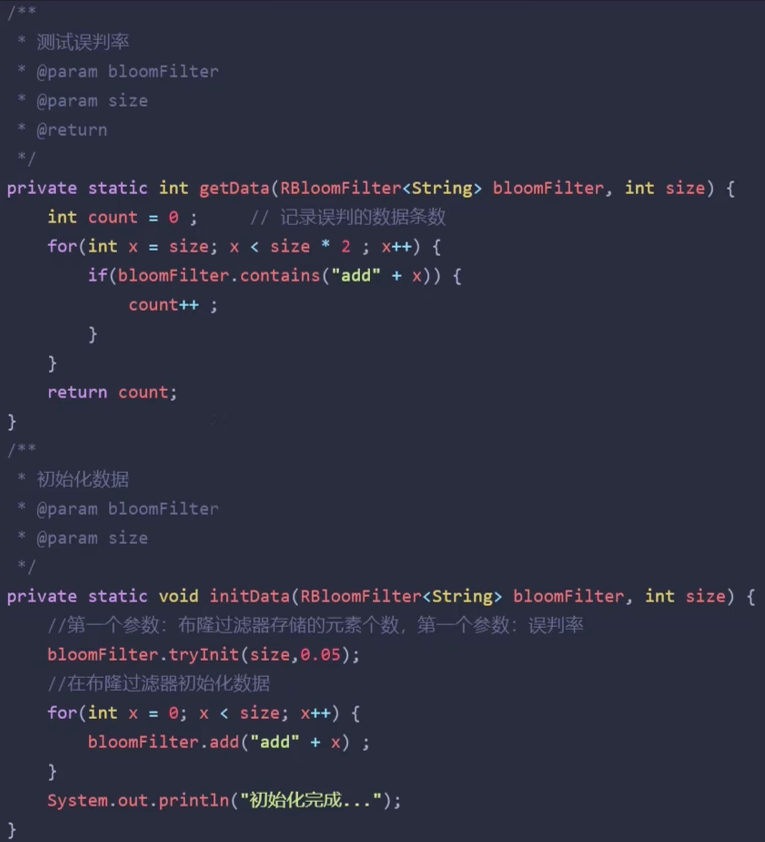 /**
 * 测试误判率
 * @param bloomFilter
 * @param size
 * @return
 */
private static int getData(RBloomFilter<String> bloomFilter, int size) {
    int count = 0 ;     // 记录误判的数据条数
    for(int x = size; x < size * 2 ; x++) {
        if(bloomFilter.contains("add" + x)) {
            count++ ;
        }
    }
    return count;
}
/**
 * 初始化数据
 * @param bloomFilter
 * @param size
 */
private static void initData(RBloomFilter<String> bloomFilter, int size) {
    //第一个参数：布隆过滤器存储的元素个数，第一个参数：误判率
    bloomFilter.tryInit(size,0.05);
    //在布隆过滤器初始化数据
    for(int x = 0; x < size; x++) {
        bloomFilter.add("add" + x) ;
    }
    System.out.println("初始化完成...");
}